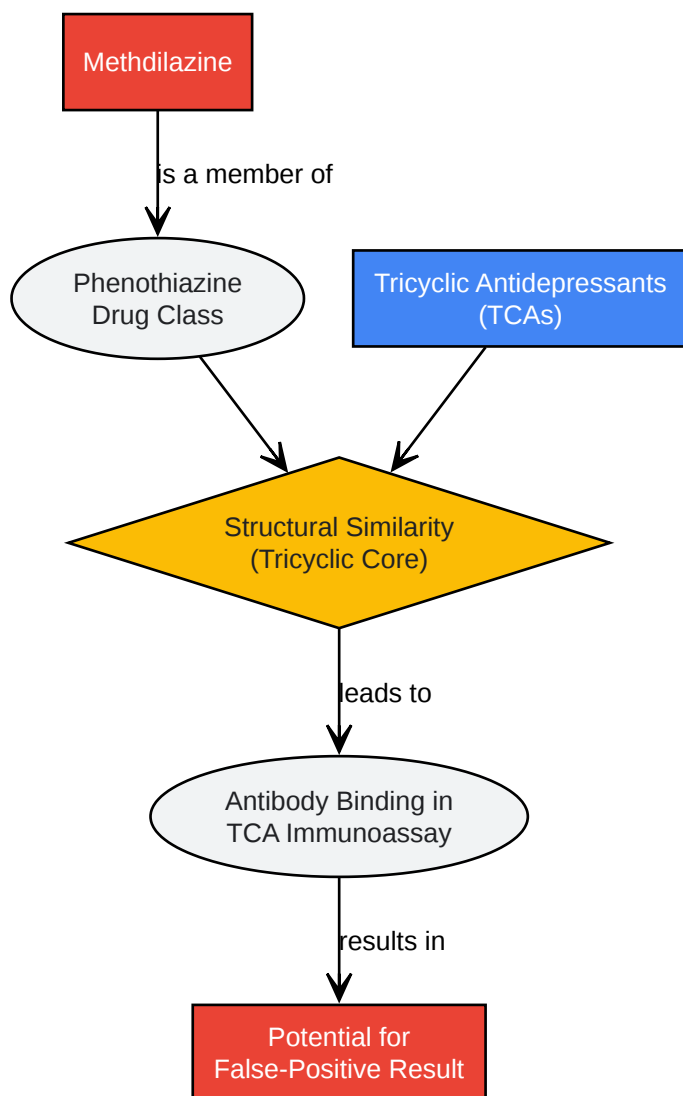 Methdilazine
is a member of
Phenothiazine
Drug Class
Tricyclic Antidepressants
(TCAs)
Structural Similarity
(Tricyclic Core)
leads to
Antibody Binding in
TCA Immunoassay
results in
Potential for
False-Positive Result